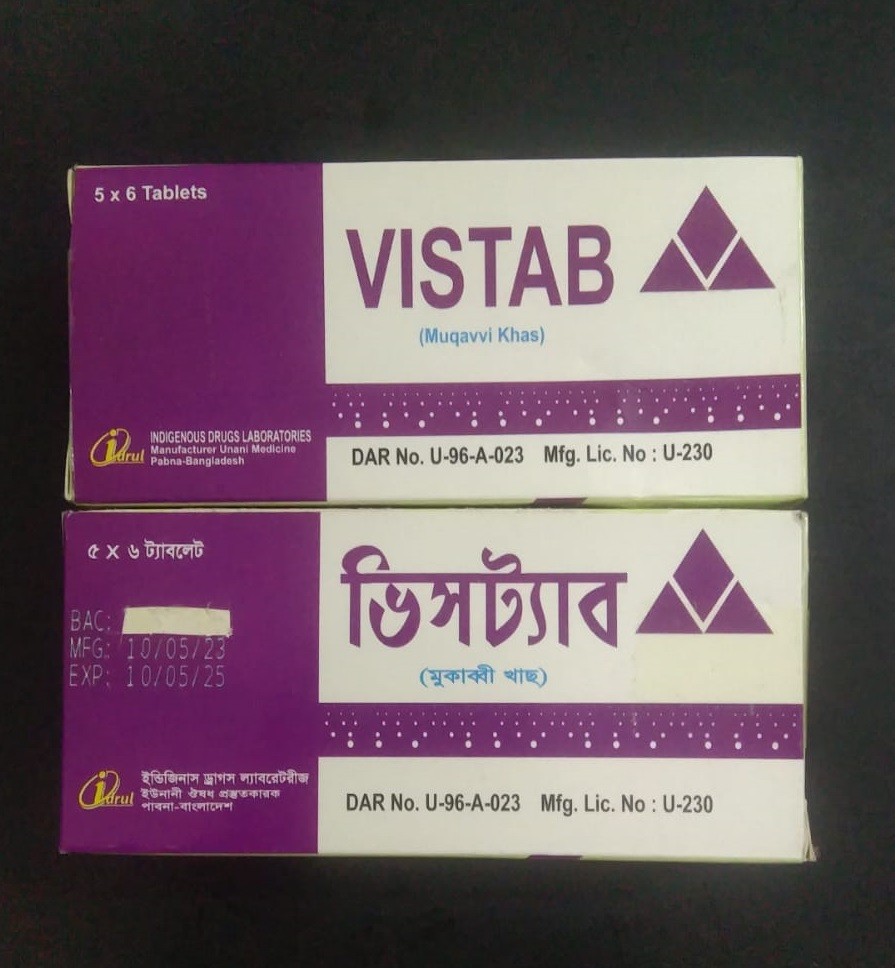 5 x 6 Tablets
VISTAB
(Muqavvi Khas)
idrul
INDIGENOUS DRUGS LABORATORIES
Manufacturer Unani Medicine
Pabna-Bangladesh
DAR No. U-96-A-023 Mfg. Lic. No : U-230
৫ X ৬ ট্যাবলেট
ভিসট্যাব
(মুকাব্বী খাছ)
BAC:
MFG: 10/05/23
EXP: 10/05/25
idrul
ইন্ডিজিনাস ড্রাগস ল্যাবরেটরীজ
ইউনানী ঔষধ প্রস্তুতকারক
পাবনা-বাংলাদেশ
DAR No. U-96-A-023 Mfg. Lic. No : U-230